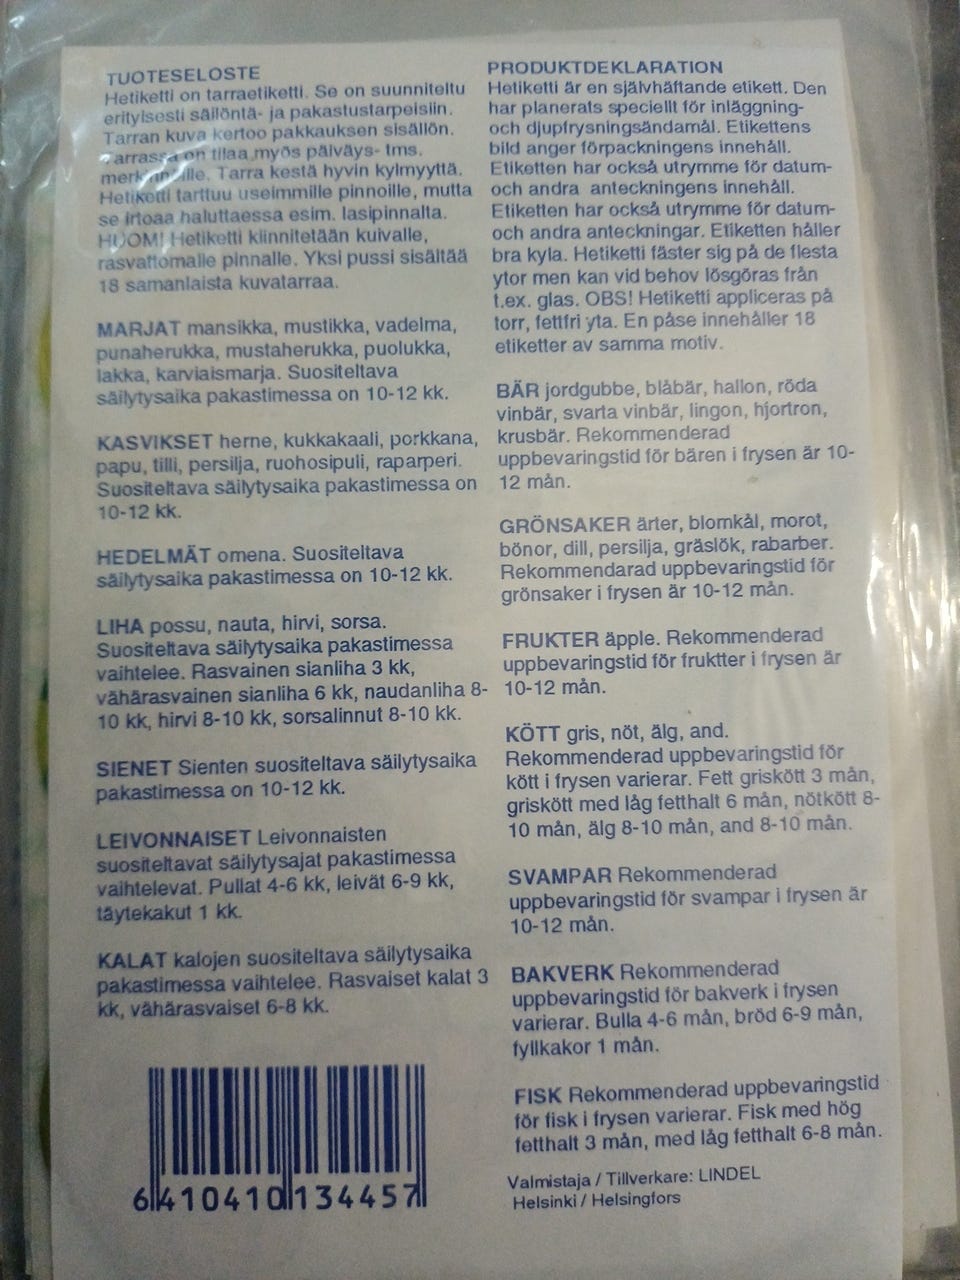 TUOTESELOSTE
Hetiketti on tarraetiketti. Se on suunniteltu
erityisesti säilöntä- ja pakastustarpeisiin.
Tarran kuva kertoo pakkauksen sisällön.
Tarrassa on tilaa myös päiväys- tms.
merkinnöille. Tarra kestä hyvin kylmyyttä.
Hetiketti tarttuu useimmille pinnoille, mutta
se irtoaa haluttaessa esim. lasipinnalta.
HUOM! Hetiketti kiinnitetään kuivalle,
rasvattomalle pinnalle. Yksi pussi sisältää
18 samanlaista kuvatarraa.
MARJAT mansikka, mustikka, vadelma,
punaherukka, mustaherukka, puolukka,
lakka, karviaismarja. Suositeltava
säilytysaika pakastimessa on 10-12 kk.
KASVIKSET herne, kukkakaali, porkkana,
papu, tilli, persilja, ruohosipuli, raparperi.
Suositeltava säilytysaika pakastimessa on
10-12 kk.
HEDELMÄT omena. Suositeltava
säilytysaika pakastimessa on 10-12 kk.
LIHA possu, nauta, hirvi, sorsa.
Suositeltava säilytysaika pakastimessa
vaihtelee. Rasvainen sianliha 3 kk,
vähärasvainen sianliha 6 kk, naudanliha 8-
10 kk, hirvi 8-10 kk, sorsalinnut 8-10 kk.
SIENET Sienten suositeltava säilytysaika
pakastimessa on 10-12 kk.
LEIVONNAISET Leivonnaisten
suositeltavat säilytysajat pakastimessa
vaihtelevat. Pullat 4-6 kk, leivät 6-9 kk,
täytekakut 1 kk.
KALAT kalojen suositeltava säilytysaika
pakastimessa vaihtelee. Rasvaiset kalat 3
kk, vähärasvaiset 6-8 kk.
6410410134457
PRODUKTDEKLARATION
Hetiketti är en självhäftande etikett. Den
har planerats speciellt för inläggning-
och djupfrysningsändamål. Etikettens
bild anger förpackningens innehåll.
Etiketten har också utrymme för datum-
och andra anteckningens innehåll.
Etiketten har också utrymme för datum-
och andra anteckningar. Etiketten håller
bra kyla. Hetiketti fäster sig på de flesta
ytor men kan vid behov lösgöras från
t.ex. glas. OBS! Hetiketti appliceras på
torr, fettfri yta. En påse innehåller 18
etiketter av samma motiv.
BÄR jordgubbe, blåbär, hallon, röda
vinbär, svarta vinbär, lingon, hjortron,
krusbär. Rekommenderad
uppbevaringstid för bären i frysen är 10-
12 mån.
GRÖNSAKER ärter, blomkål, morot,
bönor, dill, persilja, gräslök, rabarber.
Rekommendarad uppbevaringstid för
grönsaker i frysen är 10-12 mån.
FRUKTER äpple. Rekommenderad
uppbevaringstid för fruktter i frysen är
10-12 mån.
KÖTT gris, nöt, älg, and.
Rekommenderad uppbevaringstid för
kött i frysen varierar. Fett griskött 3 mån,
griskött med låg fetthalt 6 mån, nötkött 8-
10 mån, älg 8-10 mån, and 8-10 mån.
SVAMPAR Rekommenderad
uppbevaringstid för svampar i frysen är
10-12 mån.
BAKVERK Rekommenderad
uppbevaringstid för bakverk i frysen
varierar. Bulla 4-6 mån, bröd 6-9 mån,
fyllkakor 1 mån.
FISK Rekommenderad uppbevaringstid
för fisk i frysen varierar. Fisk med hög
fetthalt 3 mån, med låg fetthalt 6-8 mån.
Valmistaja / Tillverkare: LINDEL
Helsinki / Helsingfors